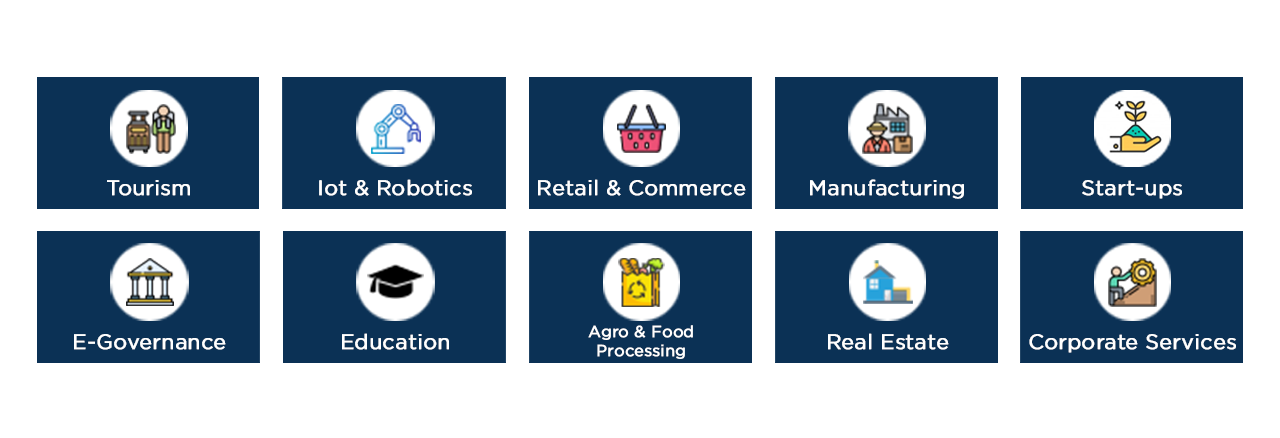 Tourism
Iot & Robotics
Retail & Commerce
Manufacturing
Start-ups
E-Governance
Education
Agro & Food
Processing
Real Estate
Corporate Services